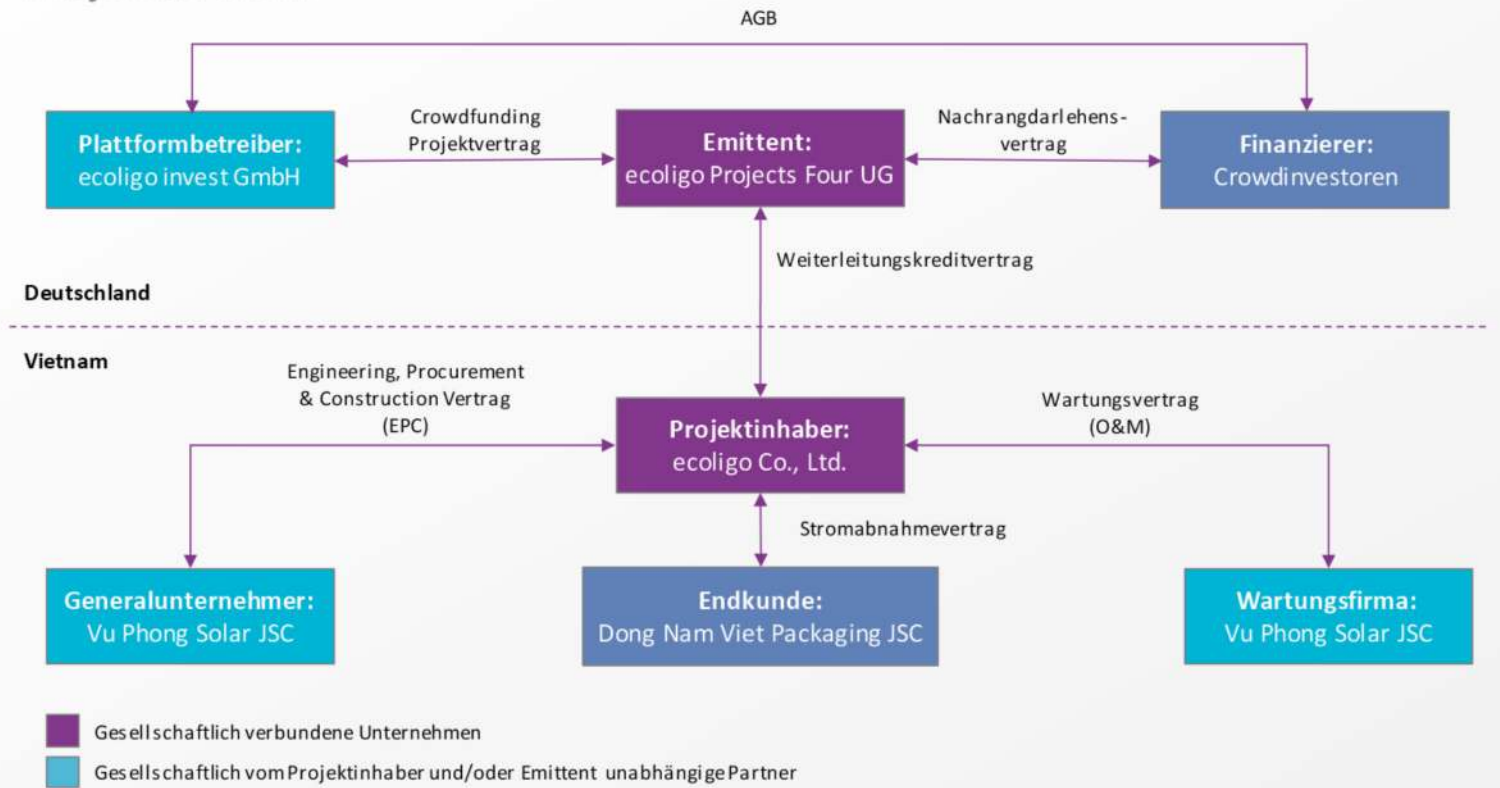 AGB
Plattformbetreiber:
ecoligo invest GmbH
Crowdfunding
Projektvertrag
Emittent:
ecoligo Projects Four UG
Nachrangdarlehens-
vertrag
Finanzierer:
Crowdinvestoren
Weiterleitungskreditvertrag
Deutschland
Vietnam
Engineering, Procurement
& Construction Vertrag
(EPC)
Projektinhaber:
ecoligo Co., Ltd.
Wartungsvertrag
(O&M)
Stromabnahmevertrag
Generalunternehmer:
Vu Phong Solar JSC
Endkunde:
Dong Nam Viet Packaging JSC
Wartungsfirma:
Vu Phong Solar JSC
Gesellschaftlich verbundene Unternehmen
Gesellschaftlich vom Projektinhaber und/oder Emittent unabhängige Partner